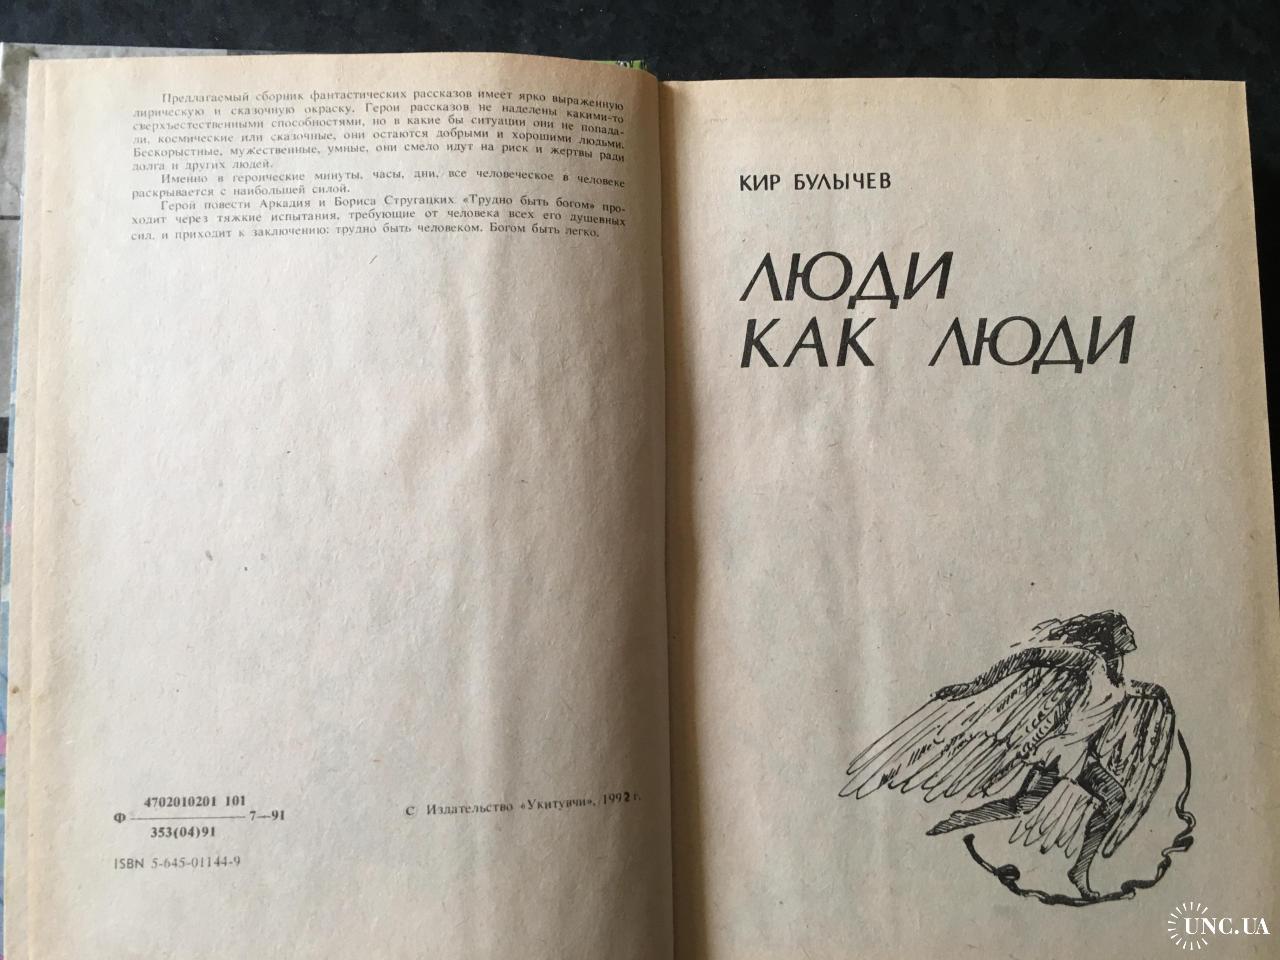 Предлагаемый сборник фантастических рассказов имеет ярко выраженную
лирическую и сказочную окраску. Герои рассказов не наделены какими-то
сверхъестественными способностями, но в какие бы ситуации они не попада-
ли, космические или сказочные, они остаются добрыми и хорошими людьми.
Бескорыстные, мужественные, умные, они смело идут на риск и жертвы ради
долга и других людей.
Именно в героические минуты, часы, дни, все человеческое в человеке
раскрывается с наибольшей силой.
Герой повести Аркадия и Бориса Стругацких «Трудно быть богом» про-
ходит через тяжкие испытания, требующие от человека всех его душевных
сил, и приходит к заключению: трудно быть человеком. Богом быть легко.
4702010201 101
Ф 7—91
353(04)91
ISBN 5-645-01144-9
© Издательство «Укитувчи», 1992 г.
КИР БУЛЫЧЕВ
ЛЮДИ
КАК ЛЮДИ
UNC.UA